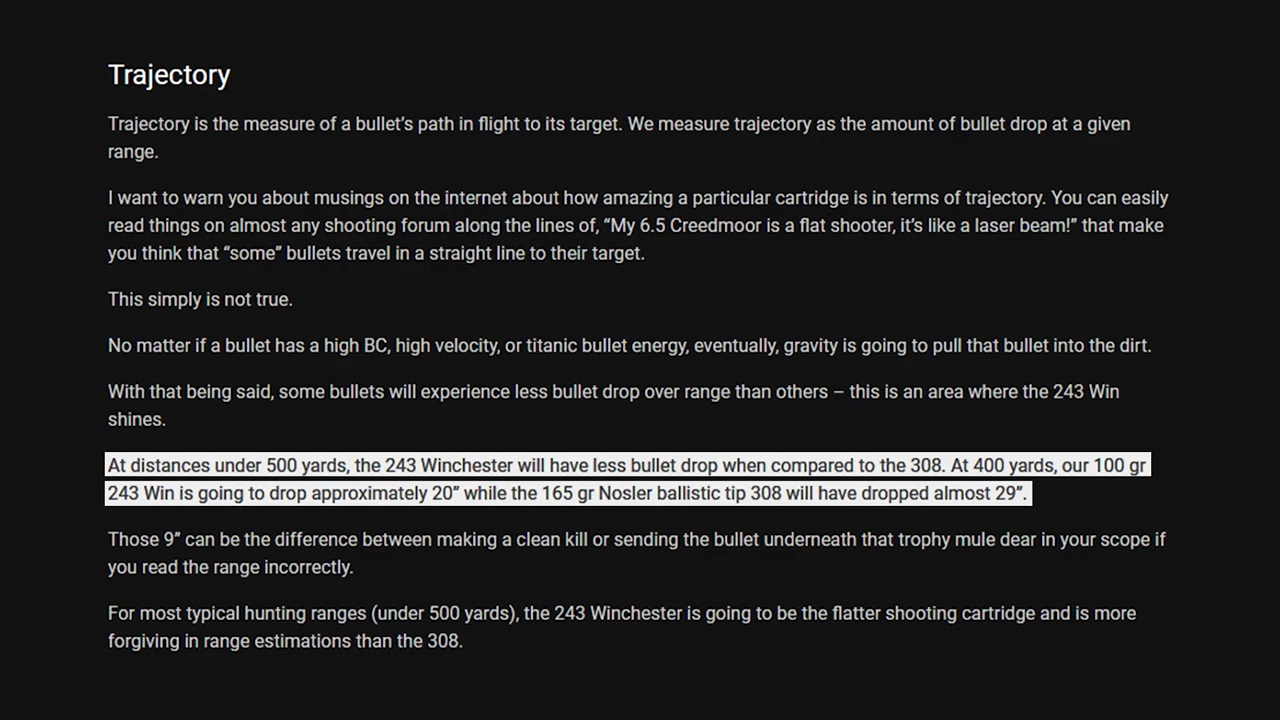 Trajectory
Trajectory is the measure of a bullet’s path in flight to its target. We measure trajectory as the amount of bullet drop at a given
range.
I want to warn you about musings on the internet about how amazing a particular cartridge is in terms of trajectory. You can easily
read things on almost any shooting forum along the lines of, “My 6.5 Creedmoor is a flat shooter, it’s like a laser beam!” that make
you think that “some” bullets travel in a straight line to their target.
This simply is not true.
No matter if a bullet has a high BC, high velocity, or titanic bullet energy, eventually, gravity is going to pull that bullet into the dirt.
With that being said, some bullets will experience less bullet drop over range than others – this is an area where the 243 Win
shines.
At distances under 500 yards, the 243 Winchester will have less bullet drop when compared to the 308. At 400 yards, our 100 gr
243 Win is going to drop approximately 20” while the 165 gr Nosler ballistic tip 308 will have dropped almost 29”.
Those 9” can be the difference between making a clean kill or sending the bullet underneath that trophy mule dear in your scope if
you read the range incorrectly.
For most typical hunting ranges (under 500 yards), the 243 Winchester is going to be the flatter shooting cartridge and is more
forgiving in range estimations than the 308.